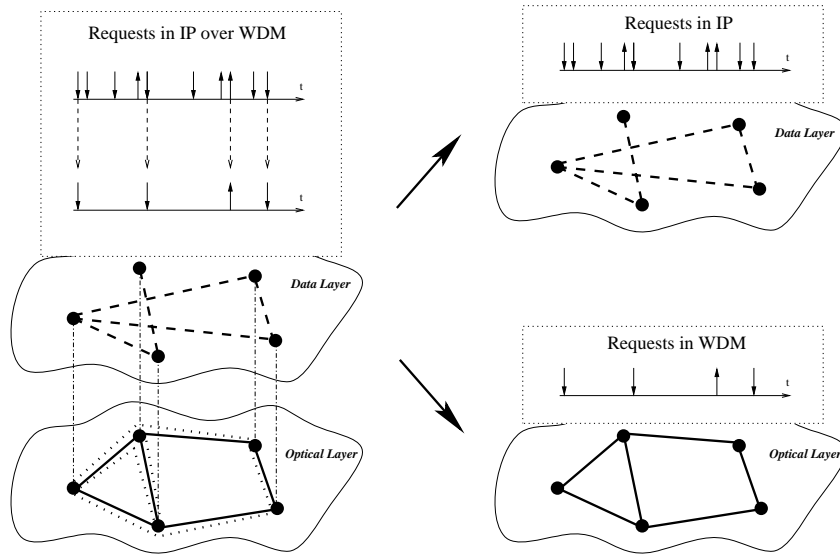 Requests in IP over WDM
t
t
Data Layer
Optical Layer
Requests in IP
t
Data Layer
Requests in WDM
t
Optical Layer